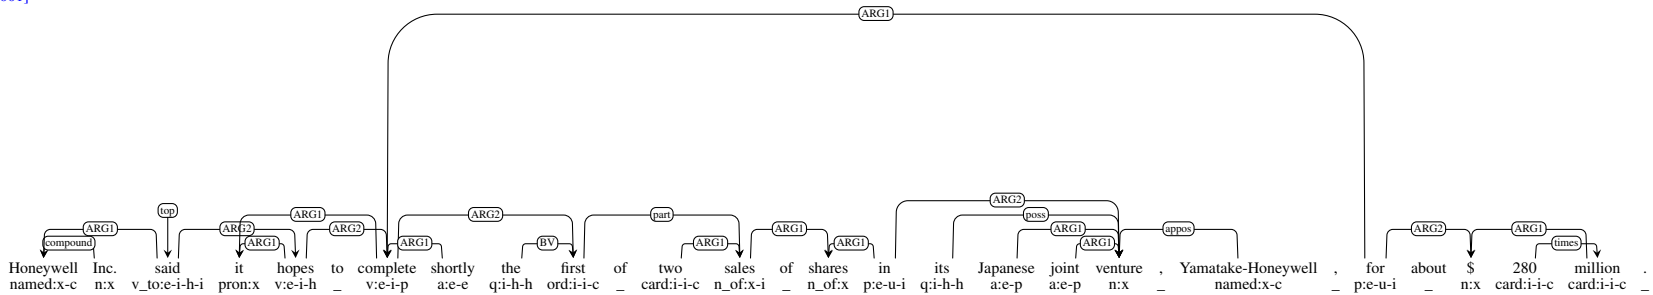 001]
ARG1
top
ARG2
poss
ARG1
ARG2
part
ARG1
ARG2
ARG2
ARG1
ARG1
appos
ARG2
ARG1
compound
ARG1
ARG1
BV
ARG1
ARG1
ARG1
times
Honeywell Inc. said it hopes to complete shortly the first of two sales of shares in its Japanese joint venture , Yamatake-Honeywell , for about $ 280 million .
named:x-c n:x v_to:e-i-h-i pron:x v:e-i-h _ v:e-i-p a:e-e q:i-h-h ord:i-i-c _ card:i-i-c n_of:x-i _ n_of:x p:e-u-i q:i-h-h a:e-p a:e-p n:x _ named:x-c _ p:e-u-i _ n:x card:i-i-c card:i-i-c _